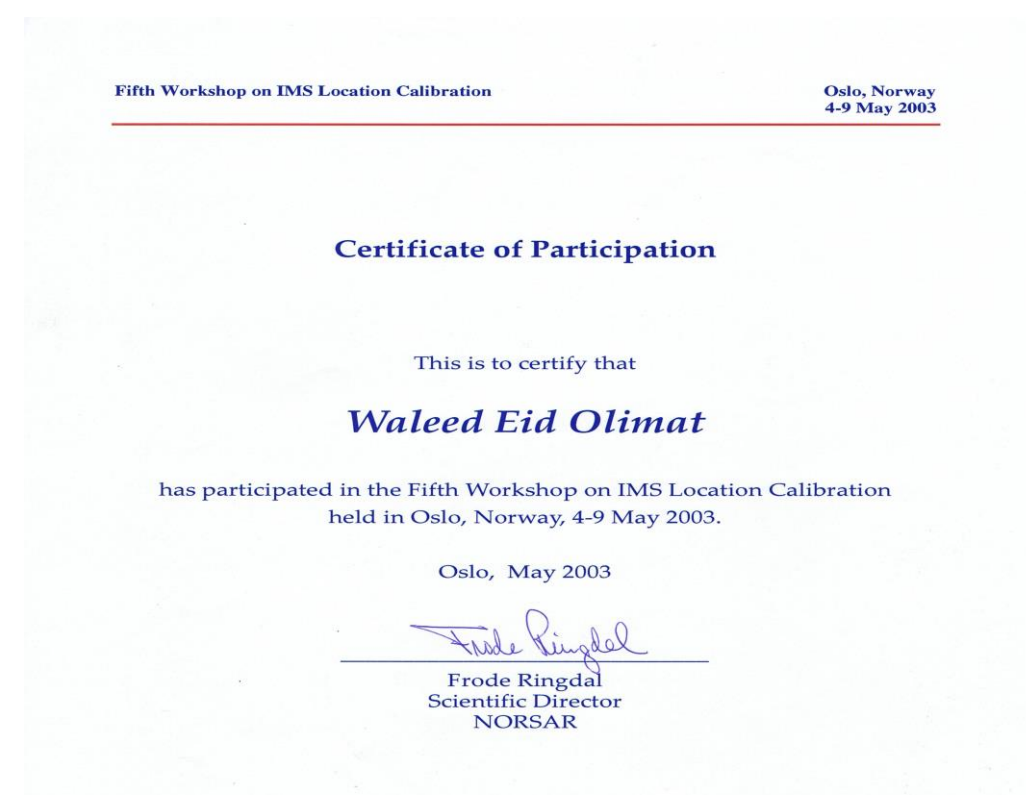 Fifth Workshop on IMS Location Calibration
Oslo, Norway
4-9 May 2003
Certificate of Participation
This is to certify that
Waleed Eid Olimat
has participated in the Fifth Workshop on IMS Location Calibration
held in Oslo, Norway, 4-9 May 2003.
Oslo, May 2003
Frode Ringdal
Frode Ringdal
Scientific Director
NORSAR